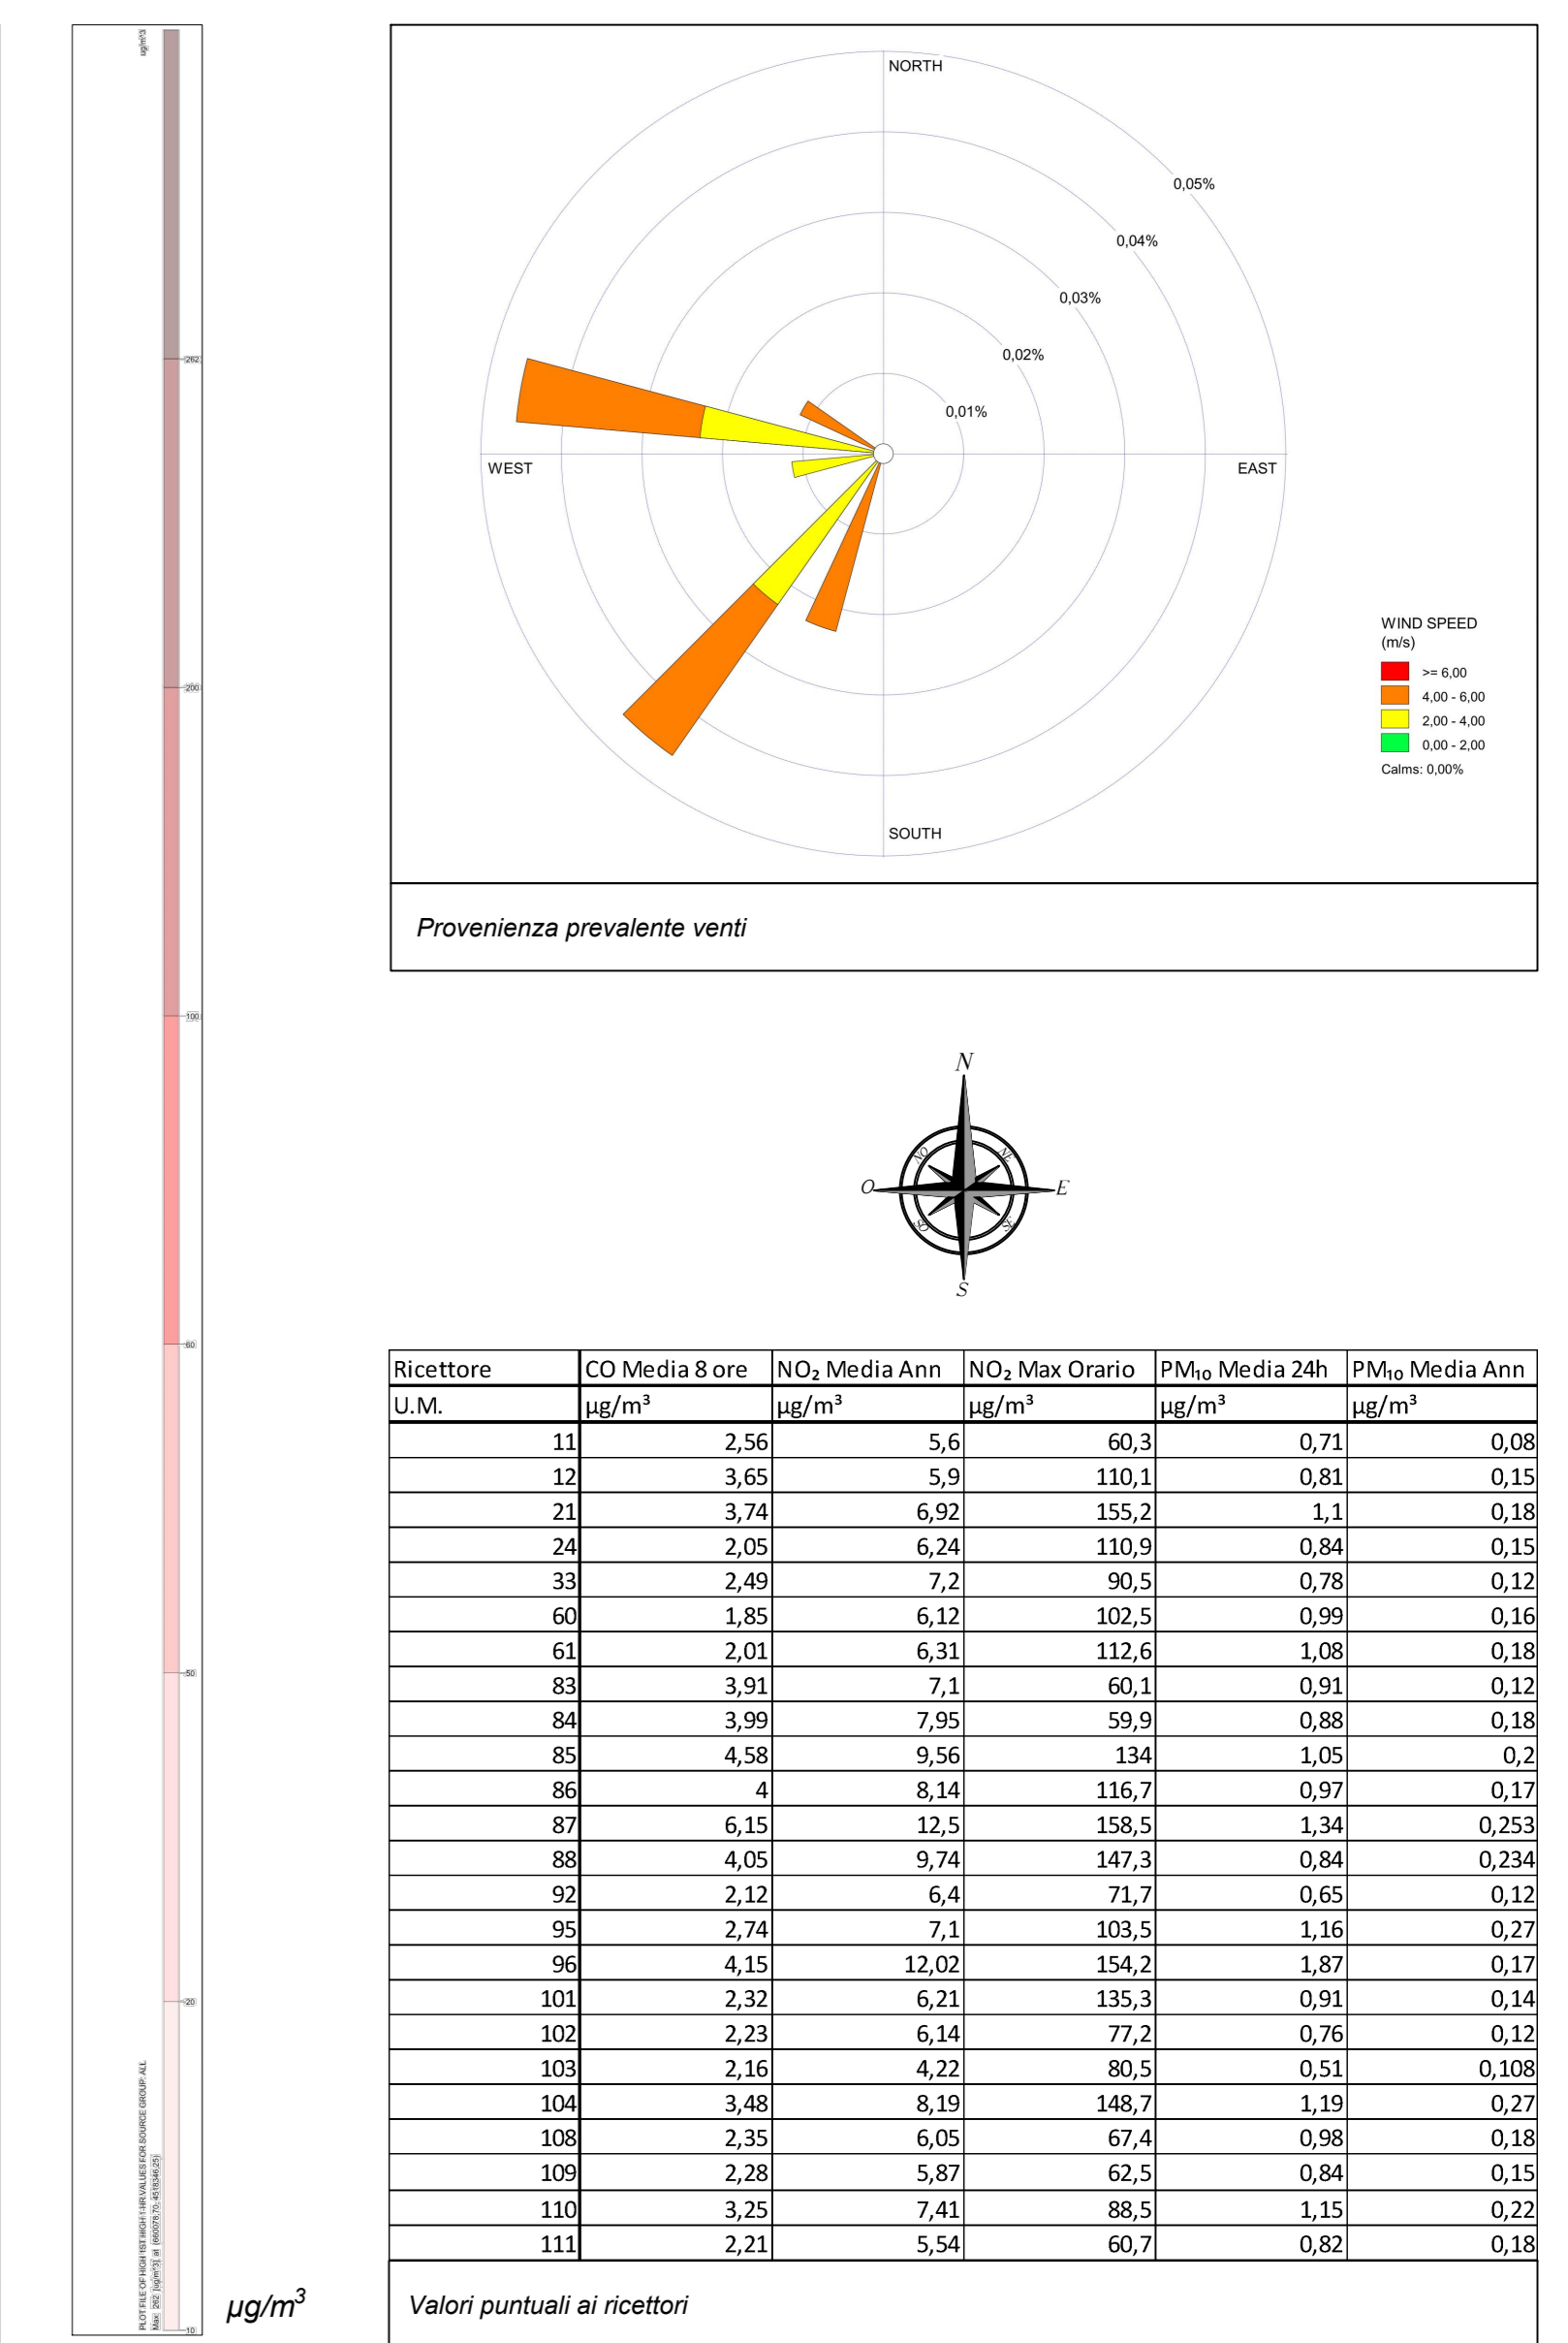 ug/m^3
262
200
100
60
50
20
10
PLOT FILE OF HIGH 1ST HIGH 1-HR VALUES FOR SOURCE GROUP: ALL
Max: 262 [ug/m^3] at (660078,70, 4518346,25)
µg/m³
NORTH
0,05%
0,04%
0,03%
0,02%
0,01%
WEST
EAST
SOUTH
WIND SPEED
(m/s)
>= 6,00
4,00 - 6,00
2,00 - 4,00
0,00 - 2,00
Calms: 0,00%
Provenienza prevalente venti
N
NO NE
O E
SO SE
S
Ricettore CO Media 8 ore NO₂ Media Ann NO₂ Max Orario PM₁₀ Media 24h PM₁₀ Media Ann
U.M. µg/m³ µg/m³ µg/m³ µg/m³ µg/m³
11 2,56 5,6 60,3 0,71 0,08
12 3,65 5,9 110,1 0,81 0,15
21 3,74 6,92 155,2 1,1 0,18
24 2,05 6,24 110,9 0,84 0,15
33 2,49 7,2 90,5 0,78 0,12
60 1,85 6,12 102,5 0,99 0,16
61 2,01 6,31 112,6 1,08 0,18
83 3,91 7,1 60,1 0,91 0,12
84 3,99 7,95 59,9 0,88 0,18
85 4,58 9,56 134 1,05 0,2
86 4 8,14 116,7 0,97 0,17
87 6,15 12,5 158,5 1,34 0,253
88 4,05 9,74 147,3 0,84 0,234
92 2,12 6,4 71,7 0,65 0,12
95 2,74 7,1 103,5 1,16 0,27
96 4,15 12,02 154,2 1,87 0,17
101 2,32 6,21 135,3 0,91 0,14
102 2,23 6,14 77,2 0,76 0,12
103 2,16 4,22 80,5 0,51 0,108
104 3,48 8,19 148,7 1,19 0,27
108 2,35 6,05 67,4 0,98 0,18
109 2,28 5,87 62,5 0,84 0,15
110 3,25 7,41 88,5 1,15 0,22
111 2,21 5,54 60,7 0,82 0,18
Valori puntuali ai ricettori